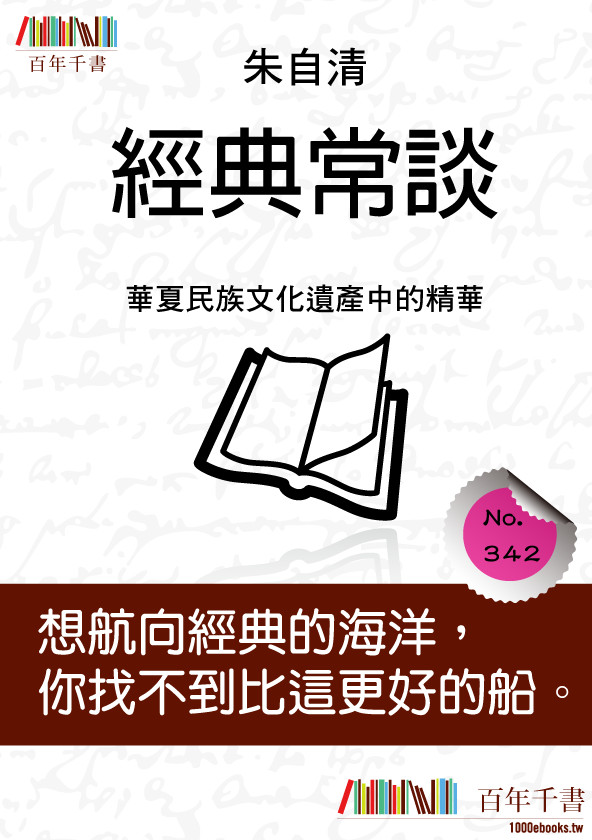 百年千書
朱自清
經典常談
華夏民族文化遺產中的精華
No.
342
想航向經典的海洋，
你找不到比這更好的船。
百年千書
1000ebooks.tw